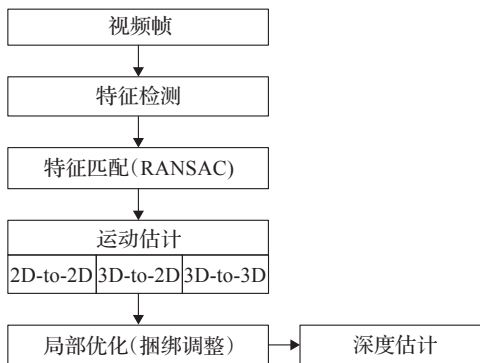 视频帧
特征检测
特征匹配(RANSAC)
运动估计
2D-to-2D 3D-to-2D 3D-to-3D
局部优化(捆绑调整) 深度估计